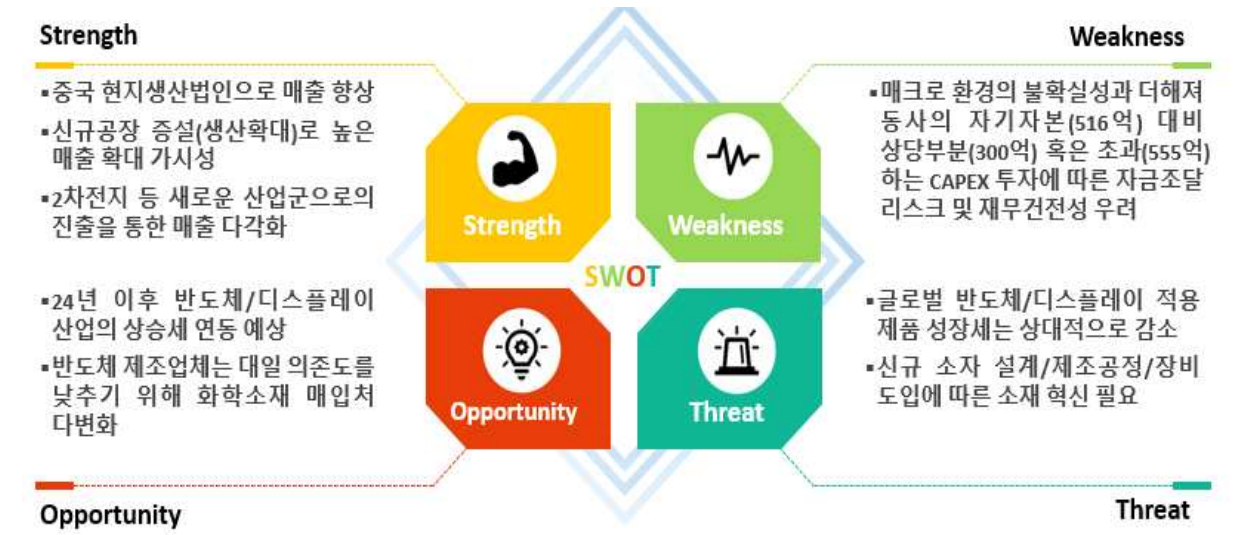 Strength
▪중국 현지생산법인으로 매출 향상
▪신규공장 증설(생산확대)로 높은
매출 확대 가시성
▪2차전지 등 새로운 산업군으로의
진출을 통한 매출 다각화
Weakness
▪매크로 환경의 불확실성과 더해져
동사의 자기자본(516억) 대비
상당부분(300억) 혹은 초과(555억)
하는 CAPEX 투자에 따른 자금조달
리스크 및 재무건전성 우려
Strength
Weakness
SWOT
Opportunity
Threat
▪24년 이후 반도체/디스플레이
산업의 상승세 연동 예상
▪반도체 제조업체는 대일 의존도를
낮추기 위해 화학소재 매입처
다변화
Opportunity
▪글로벌 반도체/디스플레이 적용
제품 성장세는 상대적으로 감소
▪신규 소자 설계/제조공정/장비
도입에 따른 소재 혁신 필요
Threat